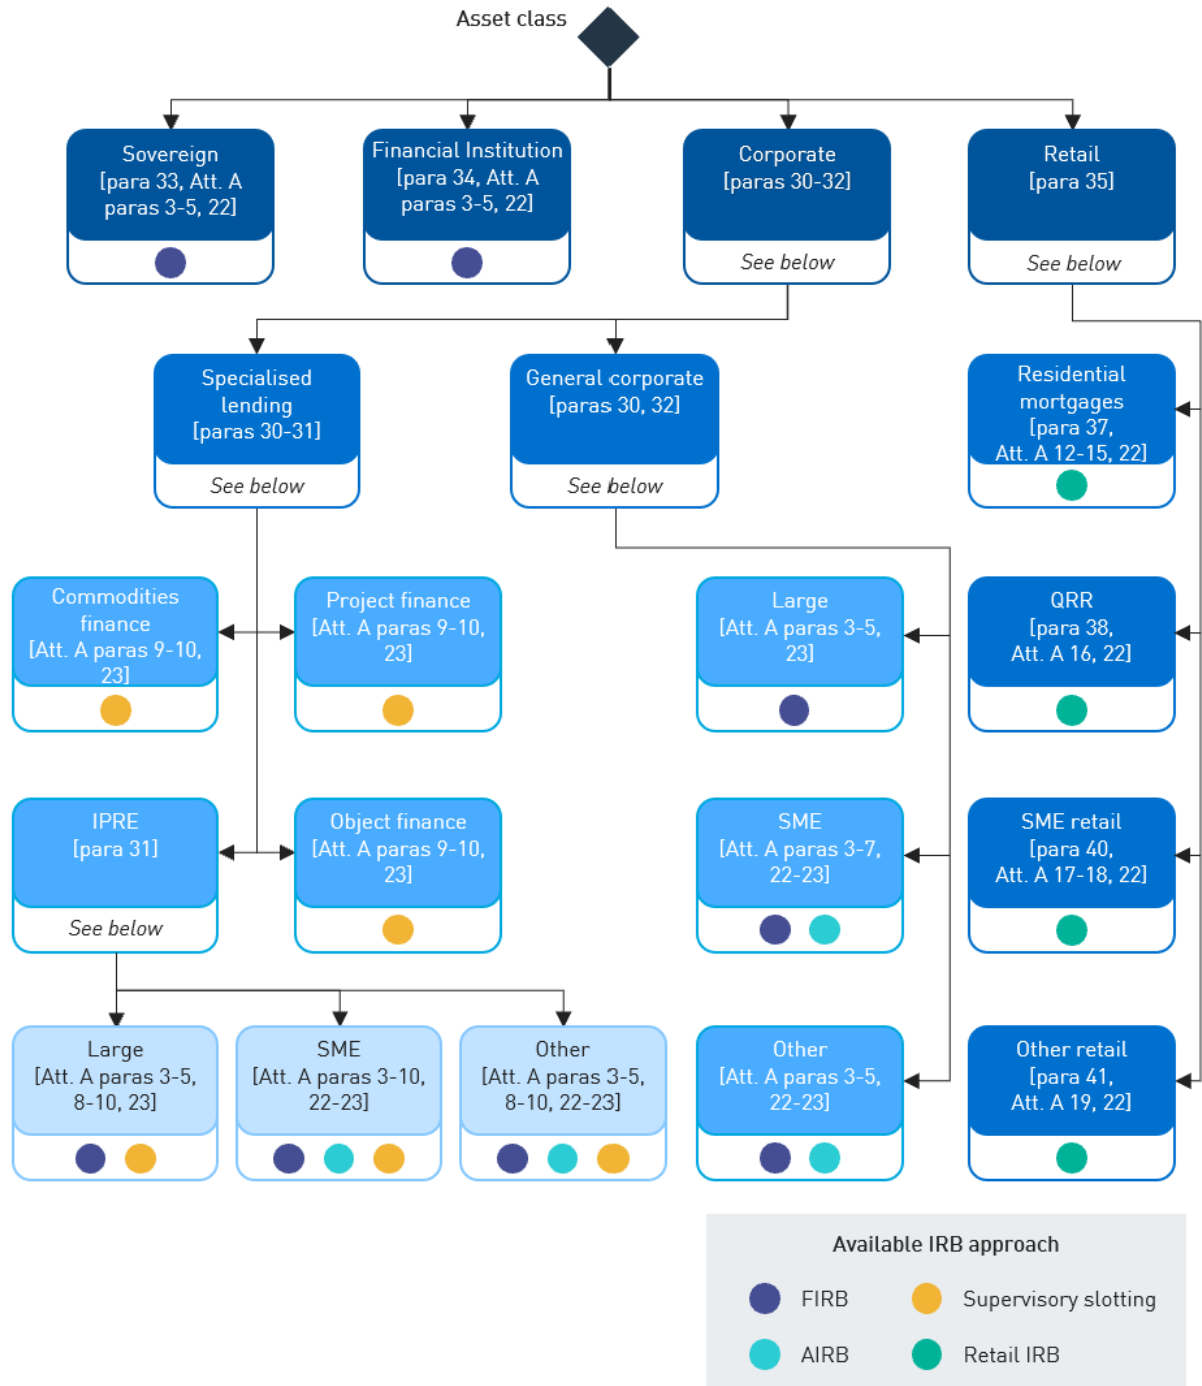 Asset class
Sovereign
[para 33, Att. A
paras 3-5, 22]
Financial Institution
[para 34, Att. A
paras 3-5, 22]
Corporate
[paras 30-32]
See below
Retail
[para 35]
See below
Specialised
lending
[paras 30-31]
See below
General corporate
[paras 30, 32]
See below
Residential
mortgages
[para 37,
Att. A 12-15, 22]
Commodities
finance
[Att. A paras 9-10,
23]
Project finance
[Att. A paras 9-10,
23]
Large
[Att. A paras 3-5,
23]
QRR
[para 38,
Att. A 16, 22]
IPRE
[para 31]
See below
Object finance
[Att. A paras 9-10,
23]
SME
[Att. A paras 3-7,
22-23]
SME retail
[para 40,
Att. A 17-18, 22]
Large
[Att. A paras 3-5,
8-10, 23]
SME
[Att. A paras 3-10,
22-23]
Other
[Att. A paras 3-5,
8-10, 22-23]
Other
[Att. A paras 3-5,
22-23]
Other retail
[para 41,
Att. A 19, 22]
Available IRB approach
FIRB
Supervisory slotting
AIRB
Retail IRB